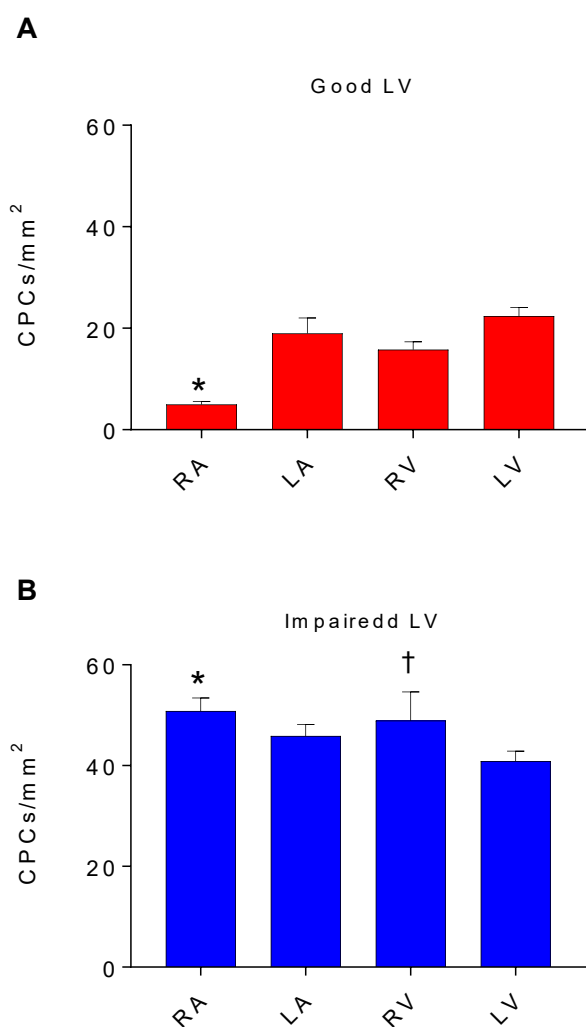 A
Good LV
CPCs/mm²
60
40
20
0
*
RA
LA
RV
LV
B
Impairedd LV
CPCs/mm²
60
40
20
0
*
†
RA
LA
RV
LV